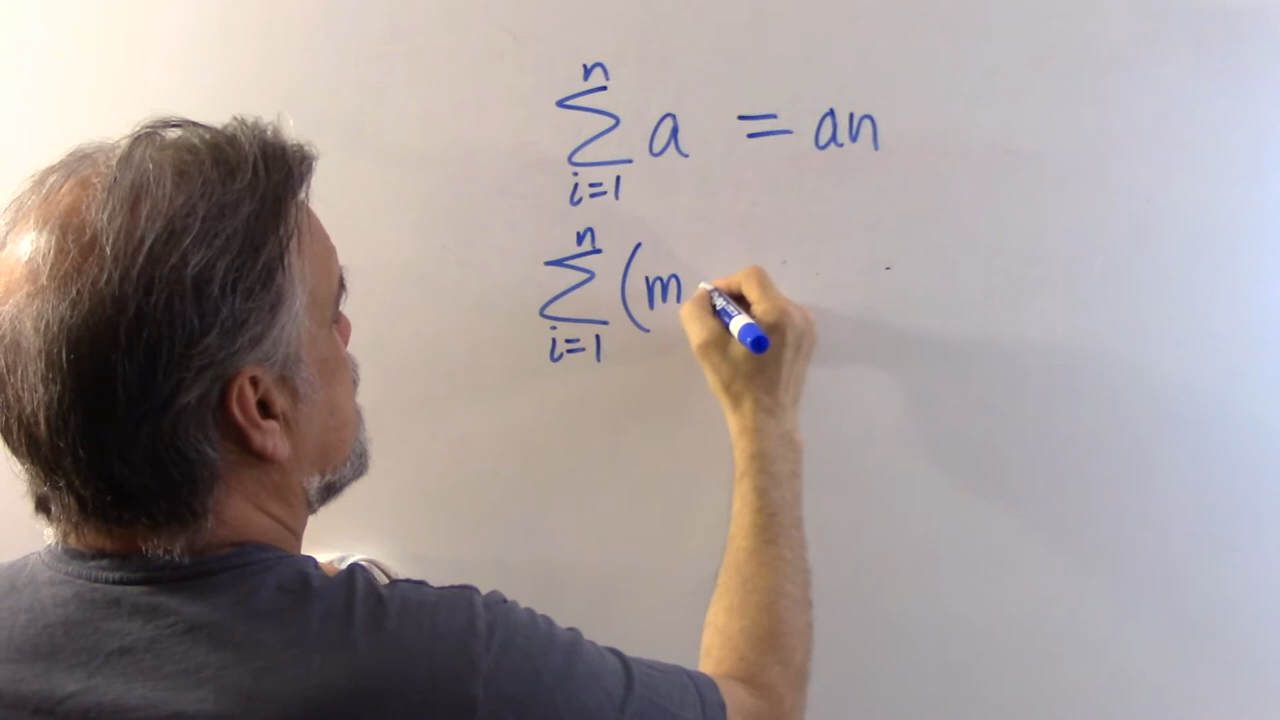 n
∑ a = an
i=1
n
∑ (m
i=1